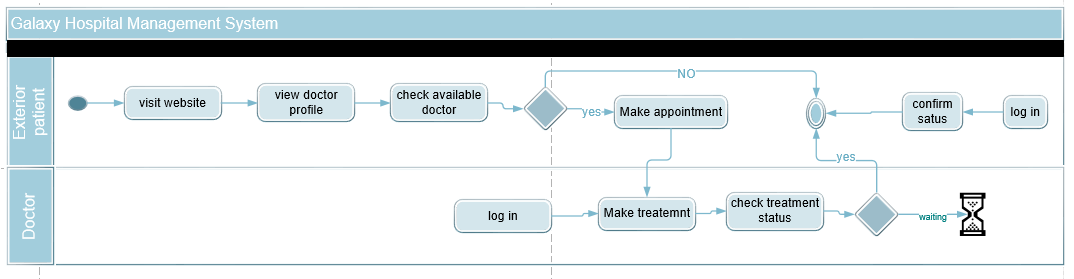 Galaxy Hospital Management System
Exterior
patient
visit website
view doctor
profile
check available
doctor
NO
yes
Make appointment
confirm
satus
log in
yes
Doctor
log in
Make treatemnt
check treatment
status
waiting